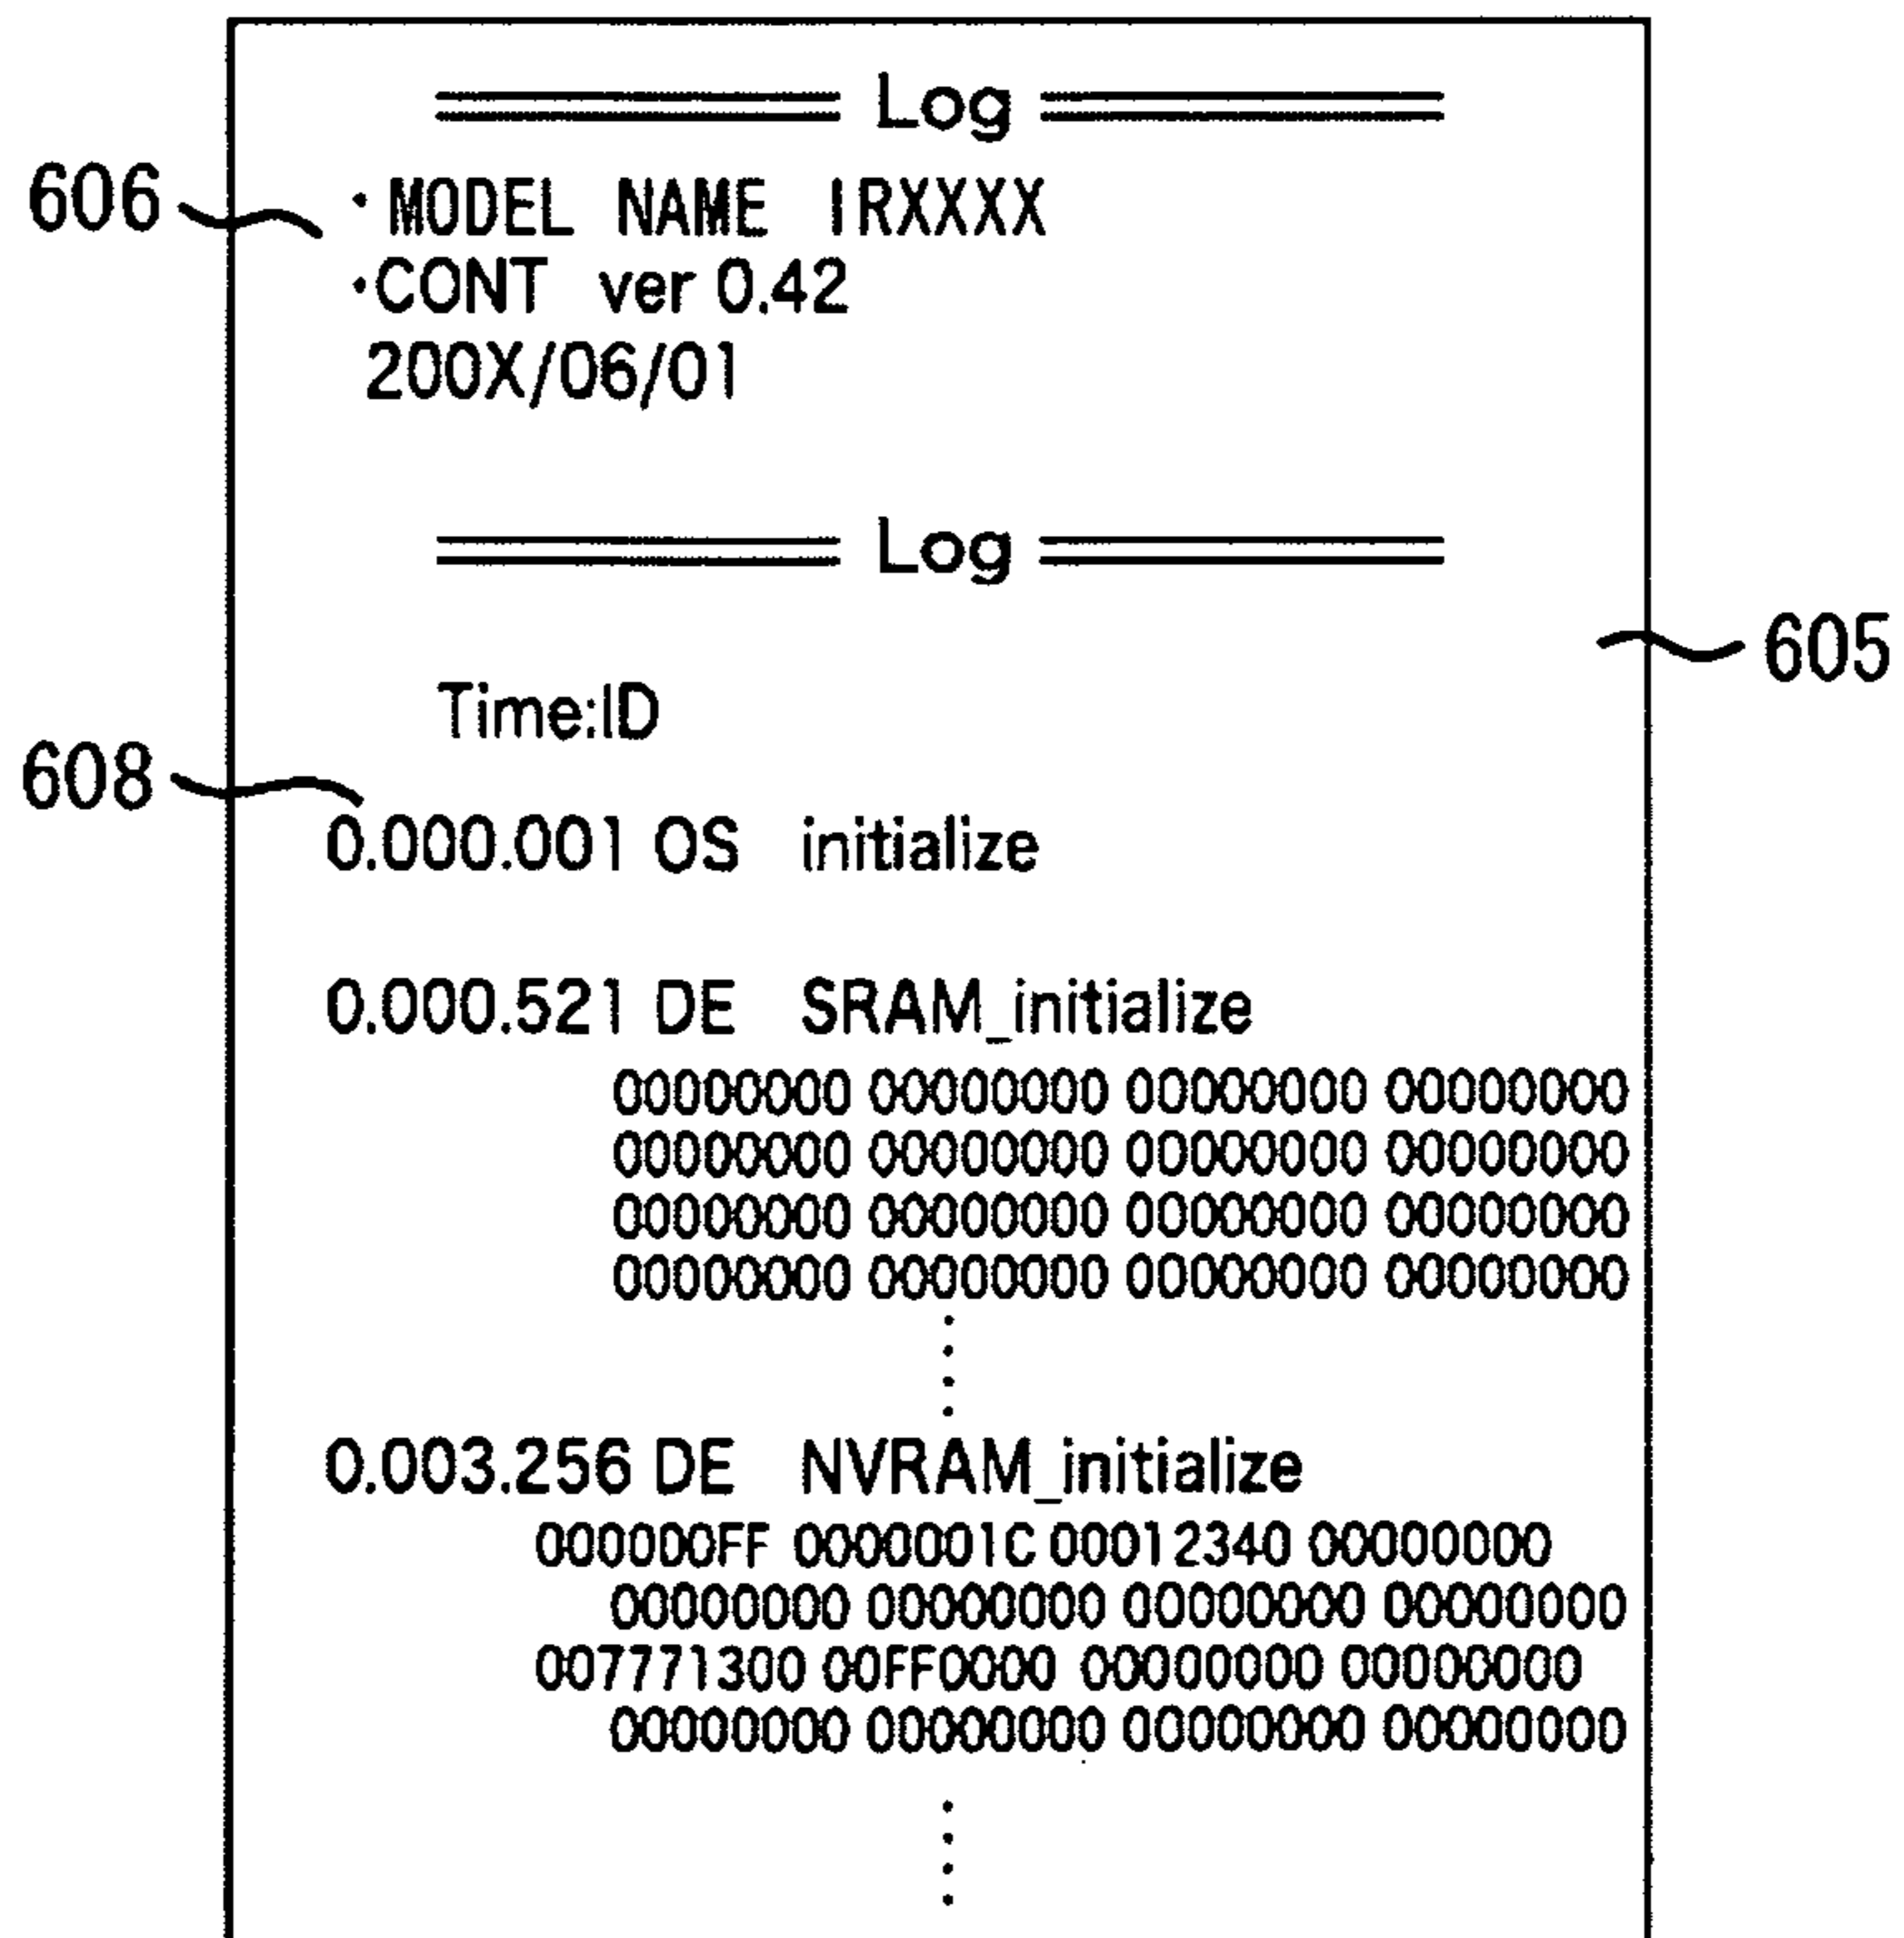 Log
606
· MODEL NAME IRXXXX
·CONT ver 0.42
200X/06/01
Log
605
Time:ID
608
0.000.001 OS initialize
0.000.521 DE SRAM_initialize
00000000 00000000 00000000 00000000
00000000 00000000 00000000 00000000
00000000 00000000 00000000 00000000
00000000 00000000 00000000 00000000
0.003.256 DE NVRAM_initialize
000000FF 0000001C 00012340 00000000
00000000 00000000 00000000 00000000
007771300 00FF0000 00000000 00000000
00000000 00000000 00000000 00000000